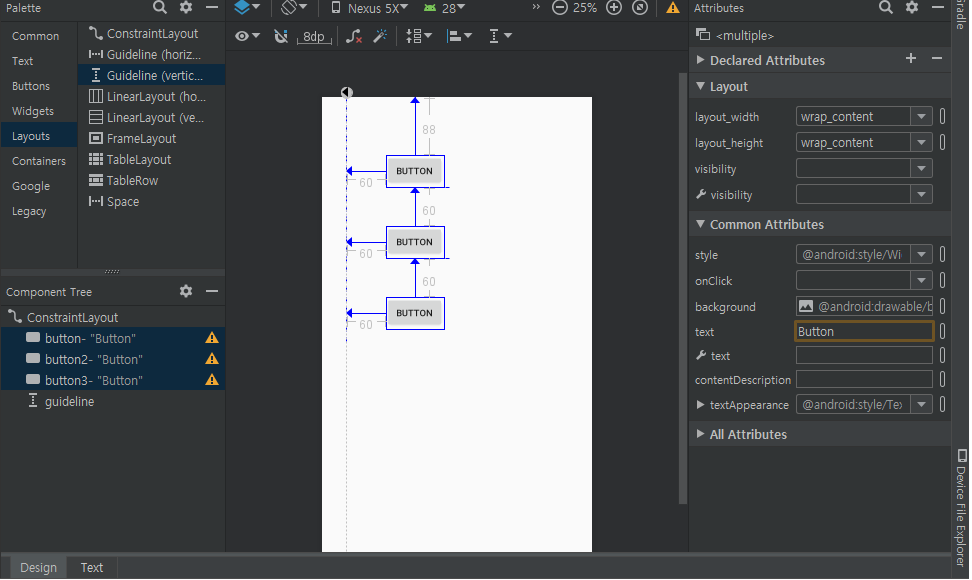 Palette
Common
Text
Buttons
Widgets
Layouts
Containers
Google
Legacy
ConstraintLayout
Guideline (horiz...
Guideline (vertic...
LinearLayout (ho...
LinearLayout (ve...
FrameLayout
TableLayout
TableRow
Space
Component Tree
ConstraintLayout
button- "Button"
button2- "Button"
button3- "Button"
guideline
Design
Text
Nexus 5X
28
»
25%
8dp
88
BUTTON
60
60
BUTTON
60
60
BUTTON
60
Attributes
<multiple>
Declared Attributes
Layout
layout_width
wrap_content
layout_height
wrap_content
visibility
visibility
Common Attributes
style
@android:style/Wi
onClick
background
@android:drawable/b
text
Button
text
contentDescription
textAppearance
@android:style/Tex
All Attributes
Gradle
Device File Explorer